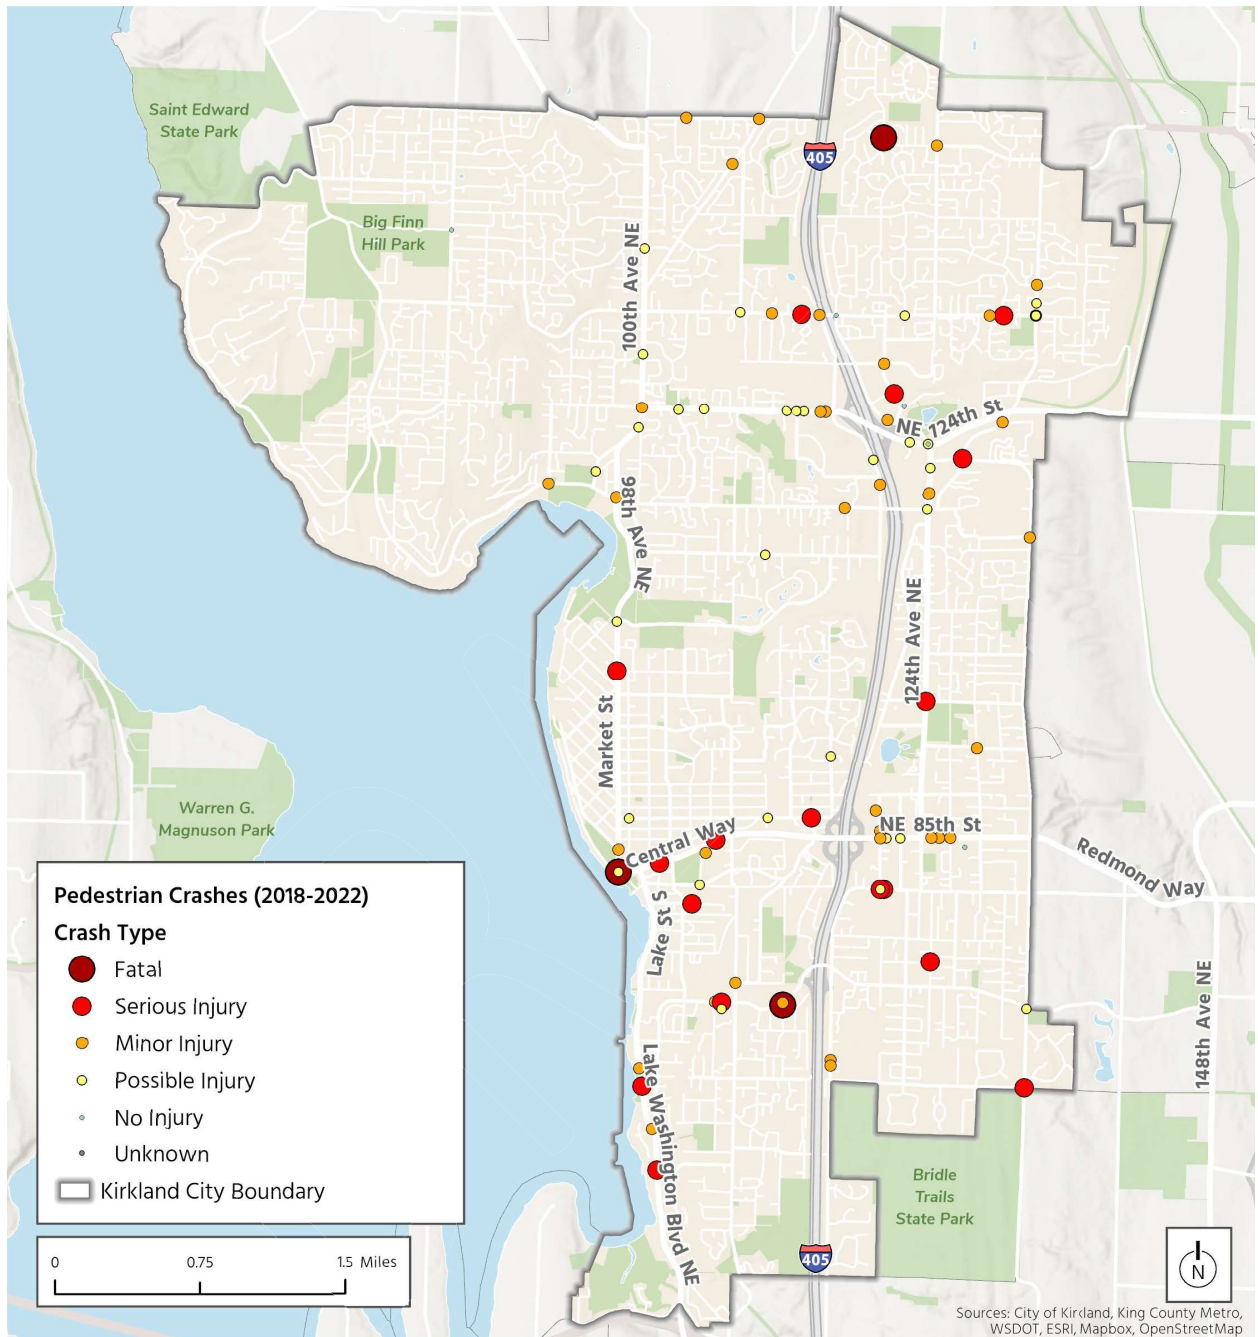 Saint Edward
State Park
405
Big Finn
Hill Park
100th Ave NE
NE 124th St
98th Ave NE
124th Ave NE
Market St
Warren G.
Magnuson Park
Central Way
NE 85th St
Redmond Way
Lake St S
148th Ave NE
Lake Washington Blvd NE
Bridle
Trails
State Park
405
Pedestrian Crashes (2018-2022)
Crash Type
Fatal
Serious Injury
Minor Injury
Possible Injury
No Injury
Unknown
Kirkland City Boundary
0 0.75 1.5 Miles
N
Sources: City of Kirkland, King County Metro,
WSDOT, ESRI, Mapbox, OpenStreetMap